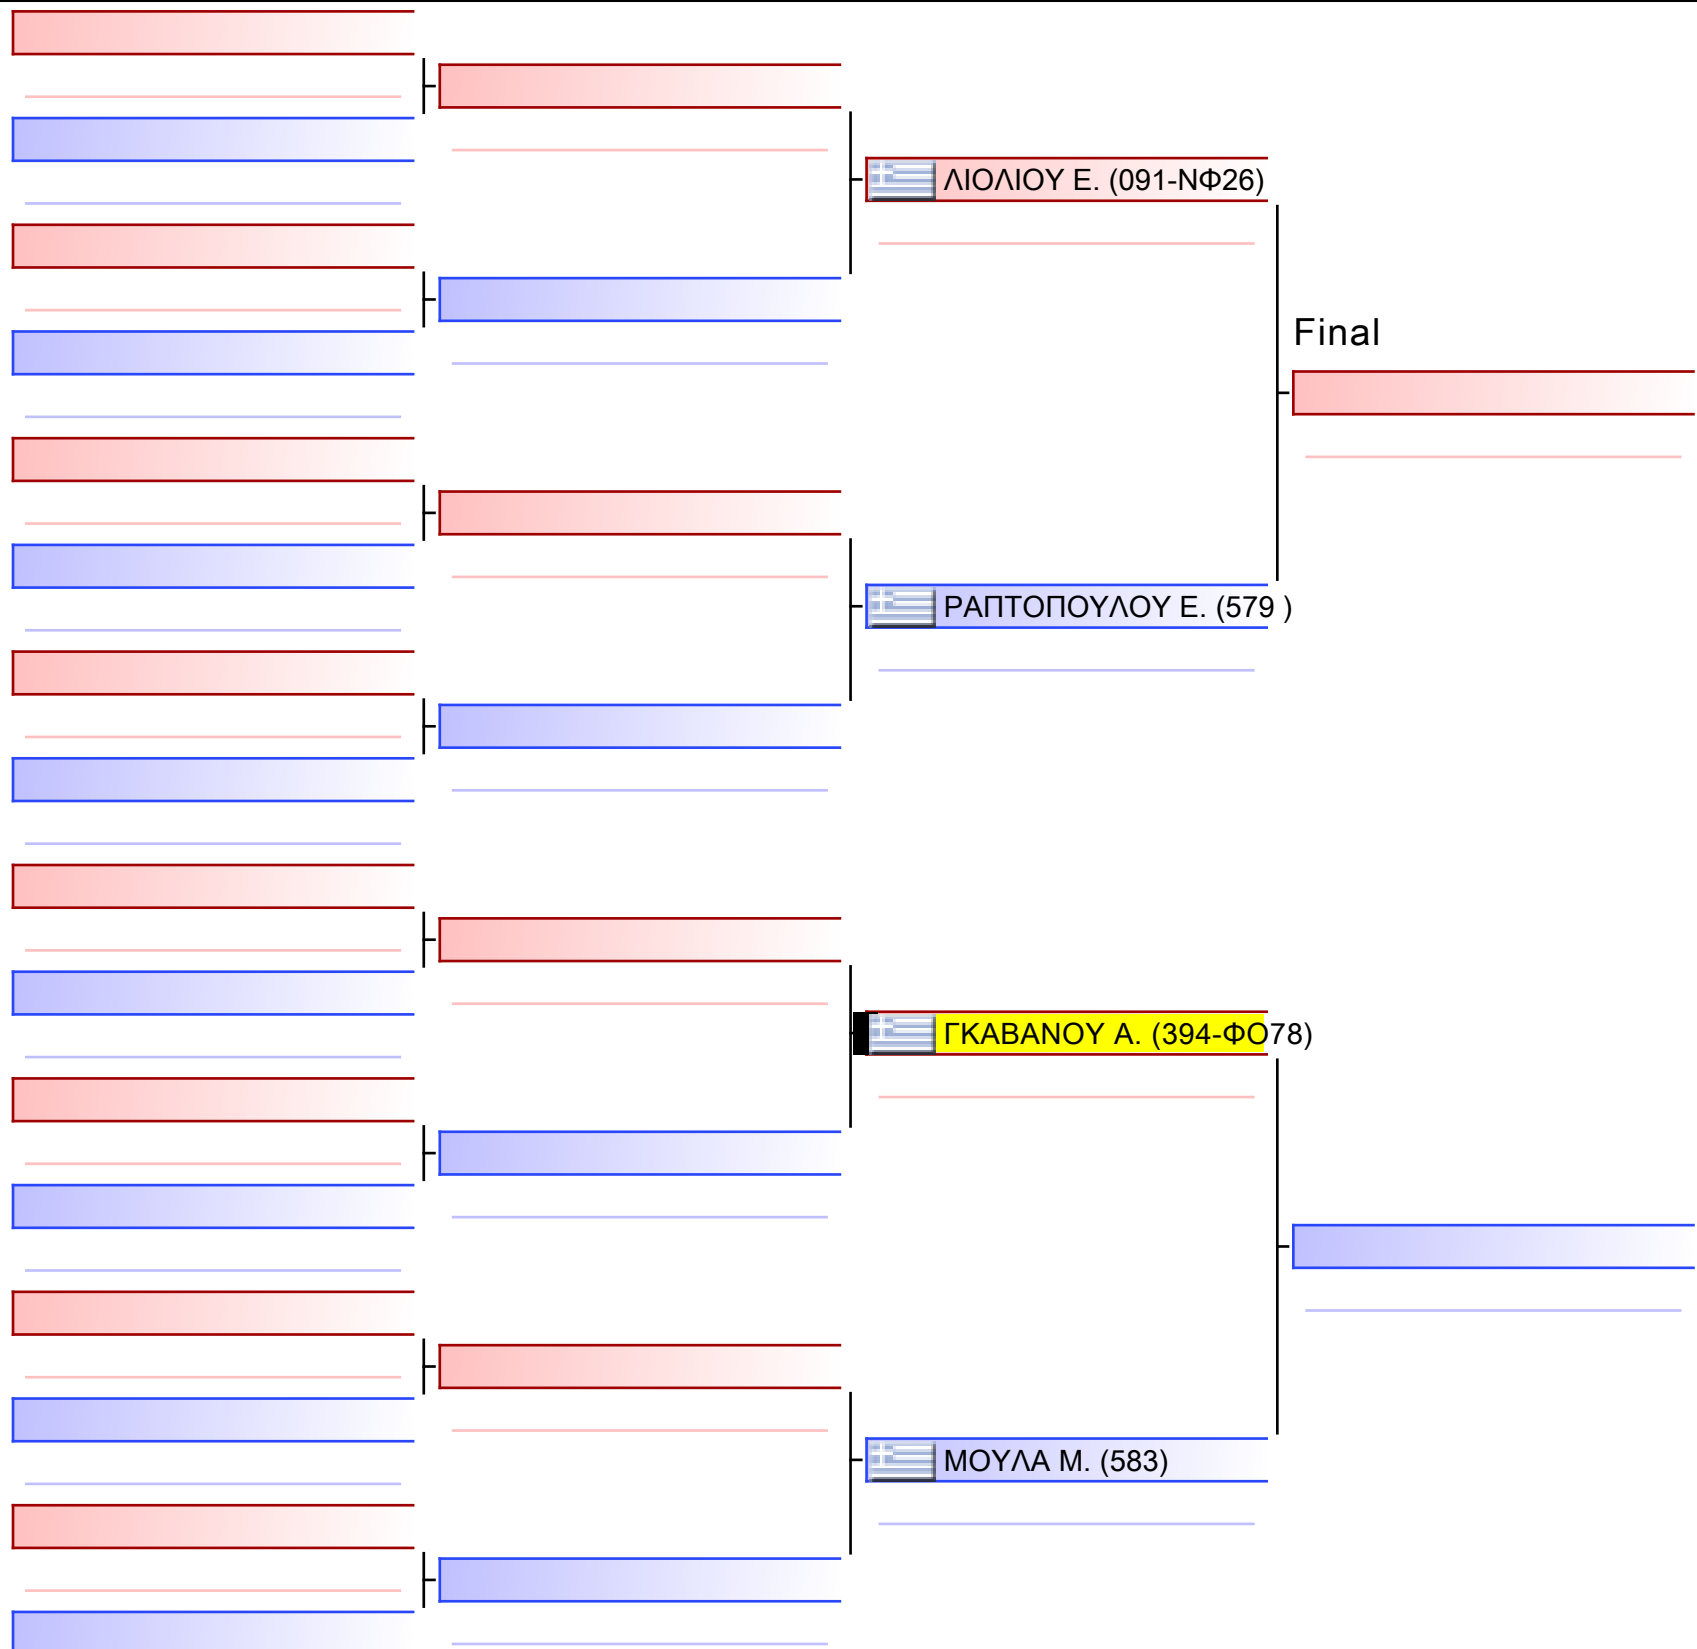 ΛΙΟΛΙΟΥ Ε. (091-ΝΦ26)
Final
ΡΑΠΤΟΠΟΥΛΟΥ Ε. (579 )
ΓΚΑΒΑΝΟΥ Α. (394-ΦΟ78)
ΜΟΥΛΑ Μ. (583)